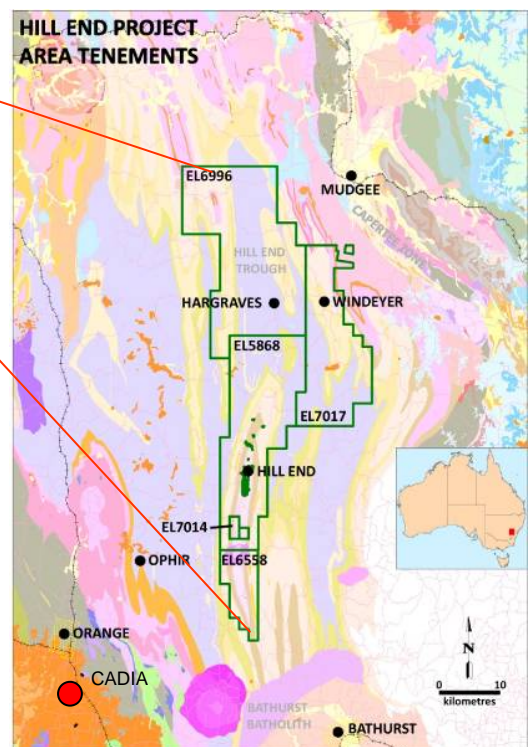 HILL END PROJECT
AREA TENEMENTS
EL6996
MUDGEE
CAPERTEE ZONE
HILL END
TROUGH
HARGRAVES
WINDEYER
EL5868
EL7017
HILL END
EL7014
EL6558
OPHIR
ORANGE
CADIA
N
0
10
kilometres
BATHURST
BATHOLITH
BATHURST